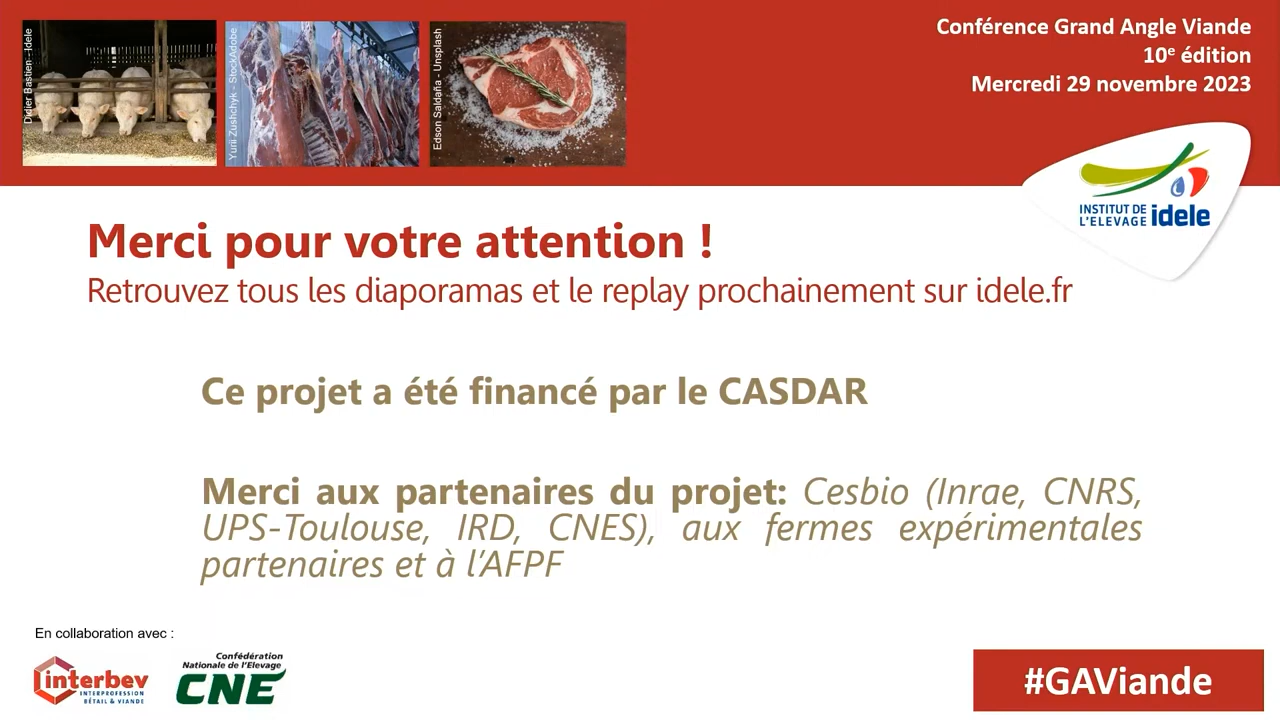 Didier Bastien - Idele
Yurii Zushchyk - StockAdobe
Edson Saldaña - Unsplash
Conférence Grand Angle Viande
10e édition
Mercredi 29 novembre 2023
INSTITUT DE
L'ELEVAGE idele
Merci pour votre attention !
Retrouvez tous les diaporamas et le replay prochainement sur idele.fr
Ce projet a été financé par le CASDAR
Merci aux partenaires du projet: Cesbio (Inrae, CNRS,
UPS-Toulouse, IRD, CNES), aux fermes expérimentales
partenaires et à l'AFPF
En collaboration avec :
interbev
INTERPROFESSION
BÉTAIL & VIANDE
Confédération
Nationale de l'Elevage
CNE
#GAViande